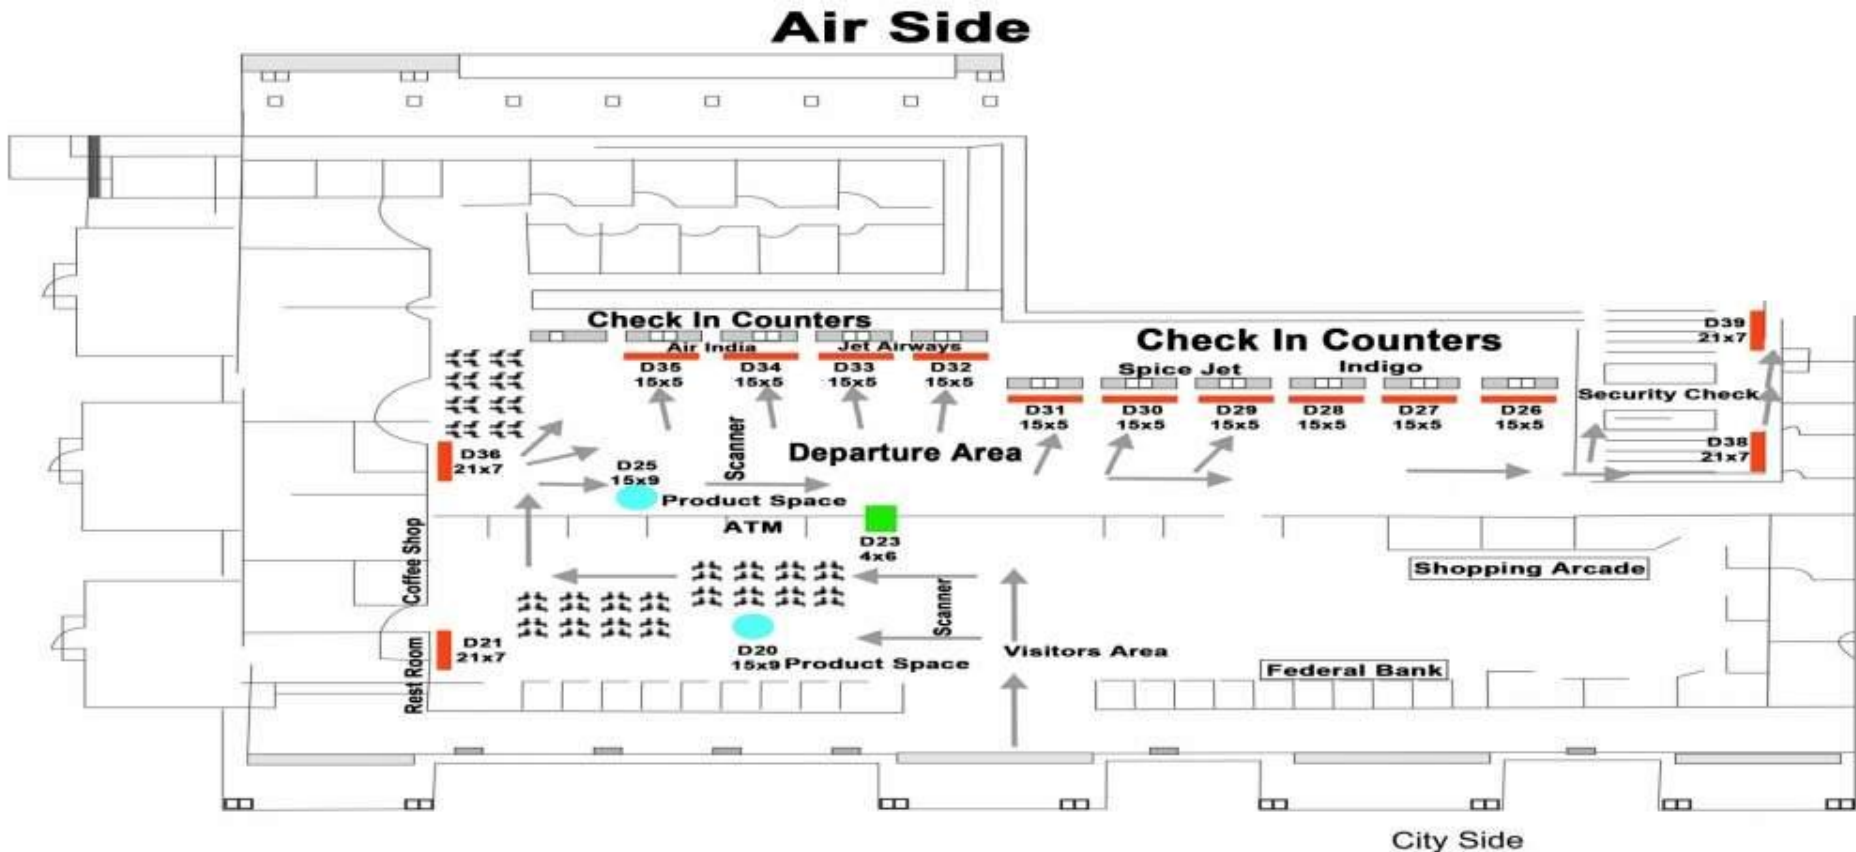 Air Side
Check In Counters
Air India
Jet Airways
D35
15x5
D34
15x5
D33
15x5
D32
15x5
Check In Counters
Spice Jet
Indigo
D31
15x5
D30
15x5
D29
15x5
D28
15x5
D27
15x5
D26
15x5
D39
21x7
Security Check
D38
21x7
D36
21x7
Scanner
Departure Area
D25
15x9
Product Space
ATM
D23
4x6
Coffee Shop
Shopping Arcade
Scanner
Rest Room
D21
21x7
D20
15x9
Product Space
Visitors Area
Federal Bank
City Side